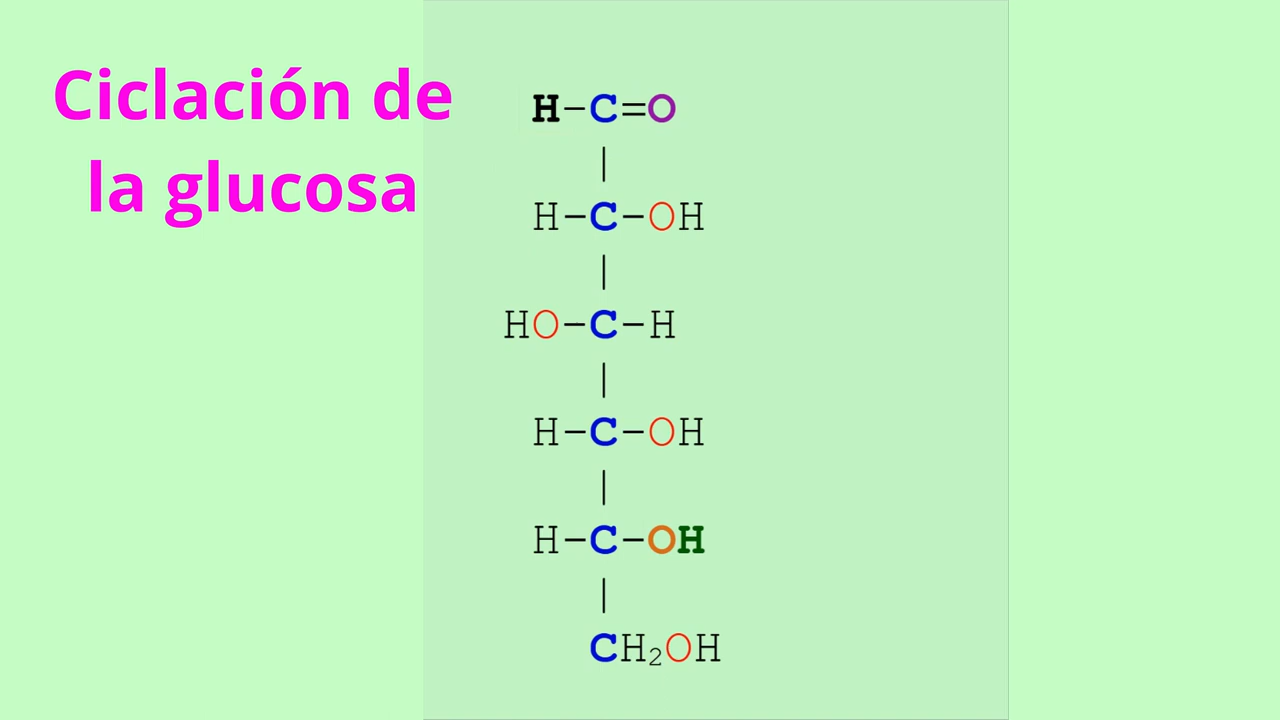 Ciclación de
la glucosa
H–C=O
|
H–C–OH
|
HO–C–H
|
H–C–OH
|
H–C–OH
|
CH₂OH